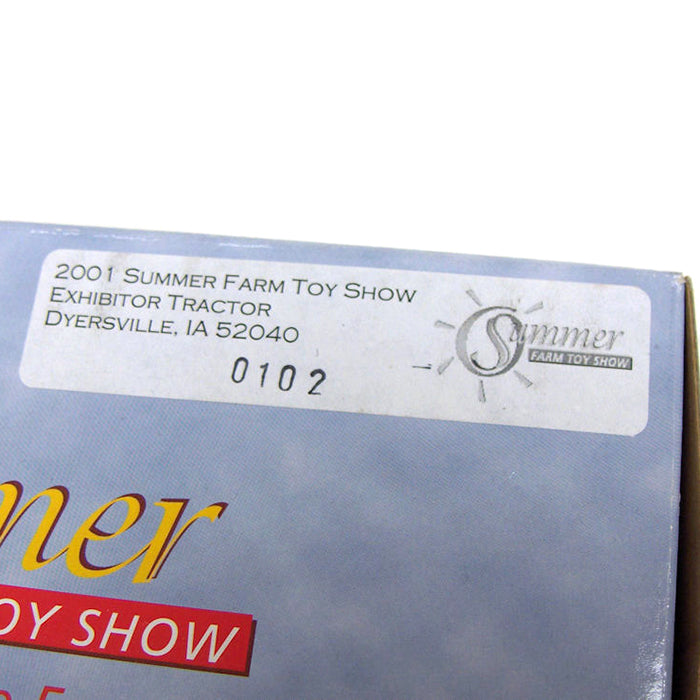 2001 SUMMER FARM TOY SHOW
EXHIBITOR TRACTOR
DYERSVILLE, IA 52040
0102
Summer
FARM TOY SHOW
mer
OY SHOW